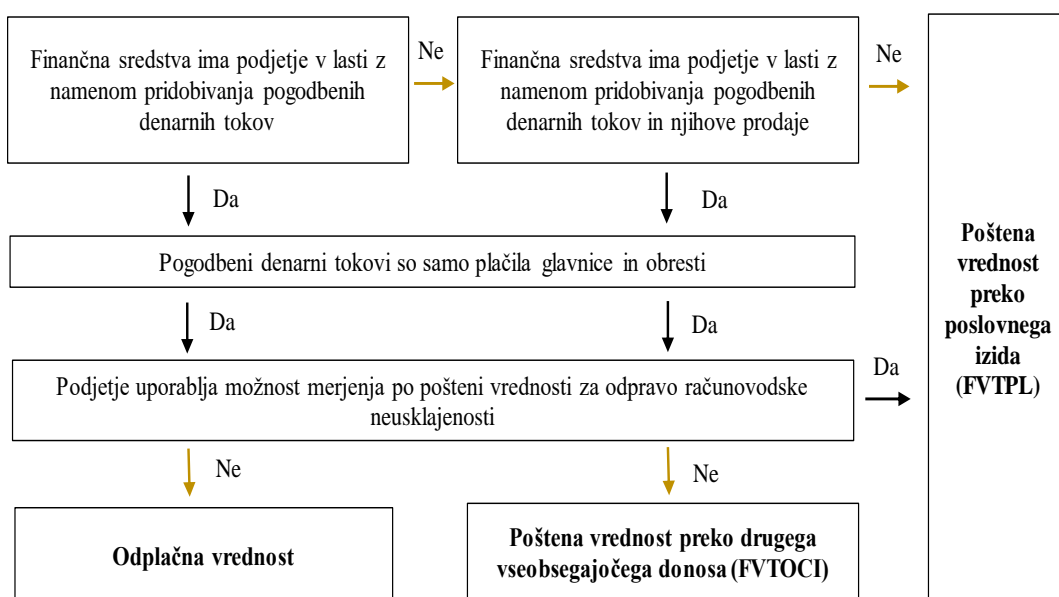 Finančna sredstva ima podjetje v lasti z
namenom pridobivanja pogodbenih
denarnih tokov
Ne
Finančna sredstva ima podjetje v lasti z
namenom pridobivanja pogodbenih
denarnih tokov in njihove prodaje
Ne
Da
Da
Pogodbeni denarni tokovi so samo plačila glavnice in obresti
Da
Da
Podjetje uporablja možnost merjenja po pošteni vrednosti za odpravo računovodske
neusklajenosti
Da
Poštena
vrednost
preko
poslovnega
izida
(FVTPL)
Ne
Ne
Odplačna vrednost
Poštena vrednost preko drugega
vseobsegajočega donosa (FVTOCI)